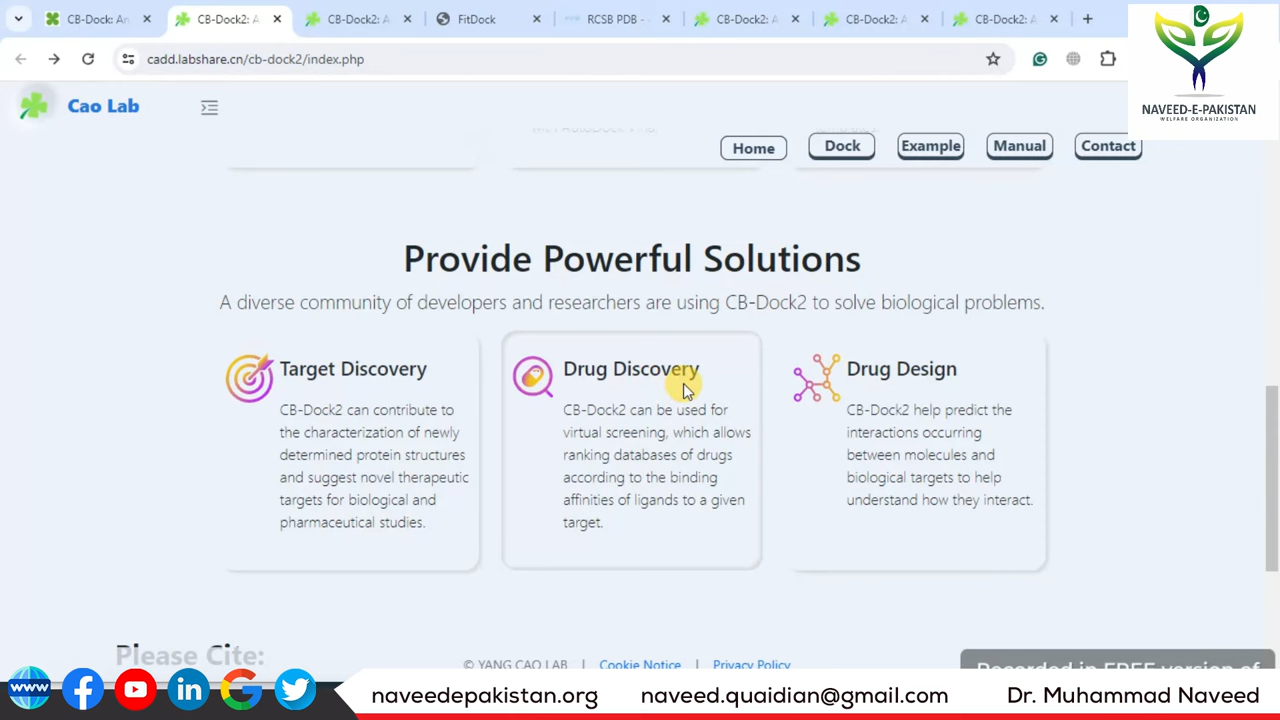 CB-Dock: An
CB-Dock2: A
CB-Dock2: A
FitDock
RCSB PDB -
CB-Dock2: A
CB-Dock2: A
CB-Dock2: A
cadd.labshare.cn/cb-dock2/index.php
NAVEED-E-PAKISTAN
WELFARE ORGANIZATION
Cao Lab
Home
Dock
Example
Manual
Contact
Provide Powerful Solutions
A diverse community of developers and researchers are using CB-Dock2 to solve biological problems.
Target Discovery
CB-Dock2 can contribute to
the characterization of newly
determined protein structures
and suggest novel therapeutic
targets for biological and
pharmaceutical studies.
Drug Discovery
CB-Dock2 can be used for
virtual screening, which allows
ranking databases of drugs
according to the binding
affinities of ligands to a given
target.
Drug Design
CB-Dock2 help predict the
interactions occurring
between molecules and
biological targets to help
understand how they interact.
Please Cite:
© YANG CAO LAB | Cookie Notice | Privacy Policy
Recorded in FREE version of
www
naveedepakistan.org naveed.quaidian@gmail.com Dr. Muhammad Naveed